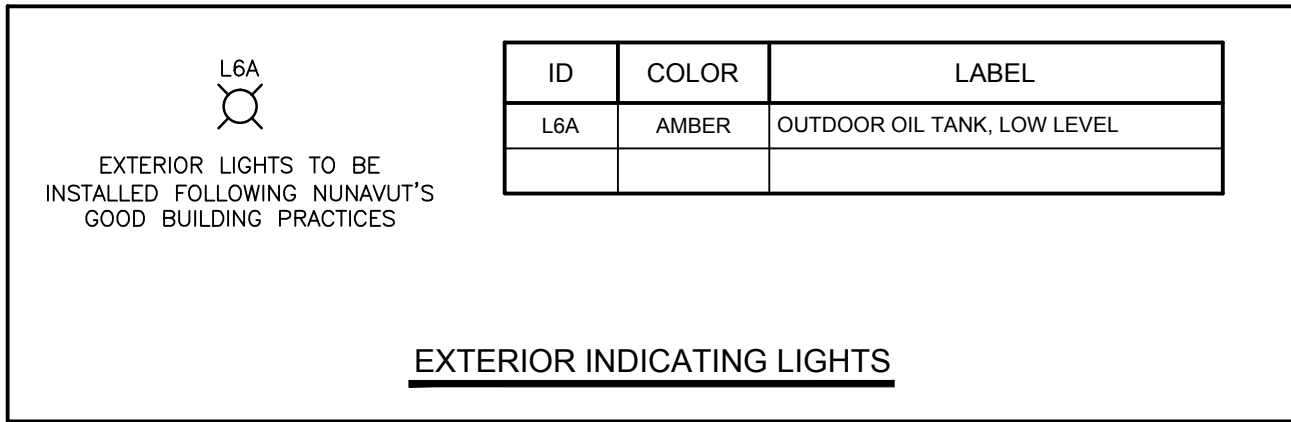 L6A
EXTERIOR LIGHTS TO BE
INSTALLED FOLLOWING NUNAVUT'S
GOOD BUILDING PRACTICES
ID COLOR LABEL
L6A AMBER OUTDOOR OIL TANK, LOW LEVEL
EXTERIOR INDICATING LIGHTS